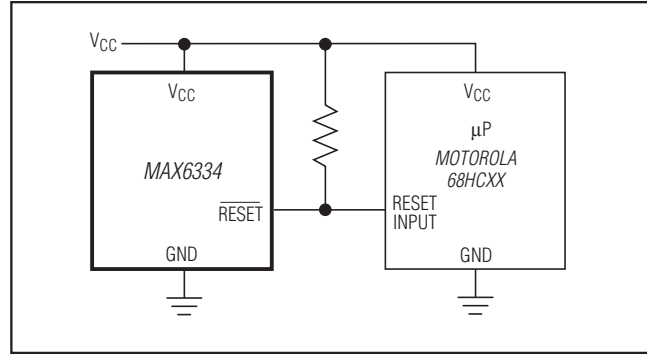 VCC
VCC
MAX6334
RESET
GND
VCC
μP
MOTOROLA
68HCXX
RESET
INPUT
GND